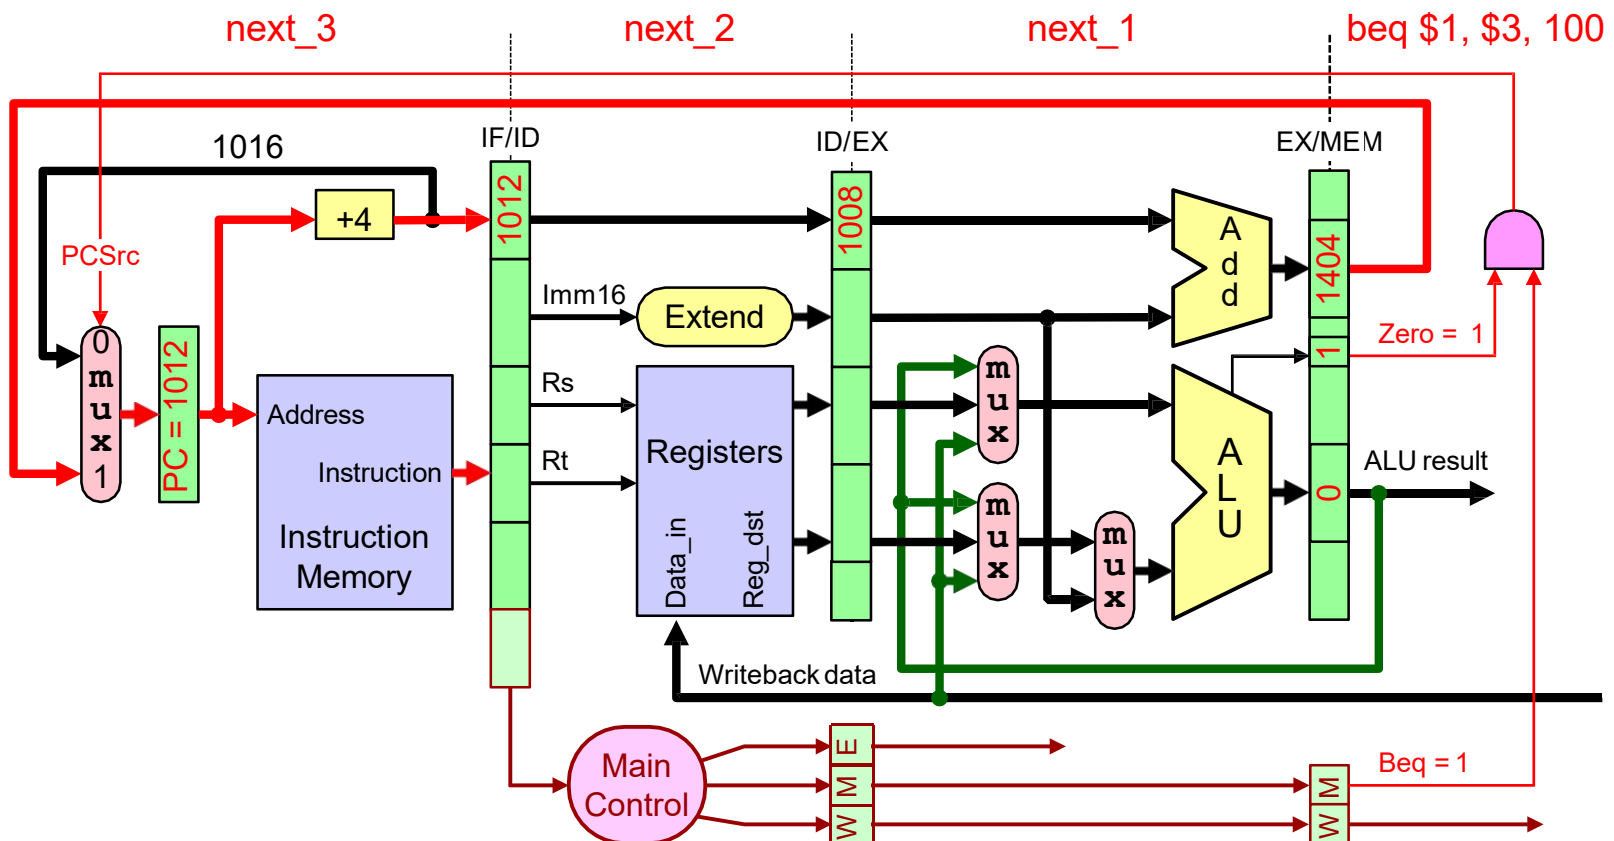 next_3
next_2
next_1
beq $1, $3, 100
IF/ID
ID/EX
EX/MEM
1016
+4
1012
1008
1404
A
d
d
PCSrc
Imm16
Extend
Zero = 1
1
0
m
u
x
1
PC = 1012
Address
Instruction
Instruction
Memory
Rs
Rt
Registers
Data_in
Reg_dst
m
u
x
m
u
x
m
u
x
A
L
U
0
ALU result
Writeback data
Main
Control
E
M
W
M
W
Beq = 1